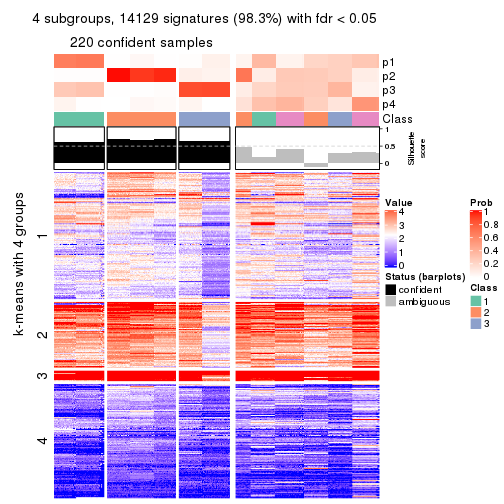 4 subgroups, 14129 signatures (98.3%) with fdr < 0.05
220 confident samples
p1
p2
p3
p4
Class
1
0.5
0
Silhouette
score
k-means with 4 groups
1
2
3
4
Value
4
3
2
1
0
Status (barplots)
confident
ambiguous
Prob
1
0.8
0.6
0.4
0.2
0
Class
1
2
3